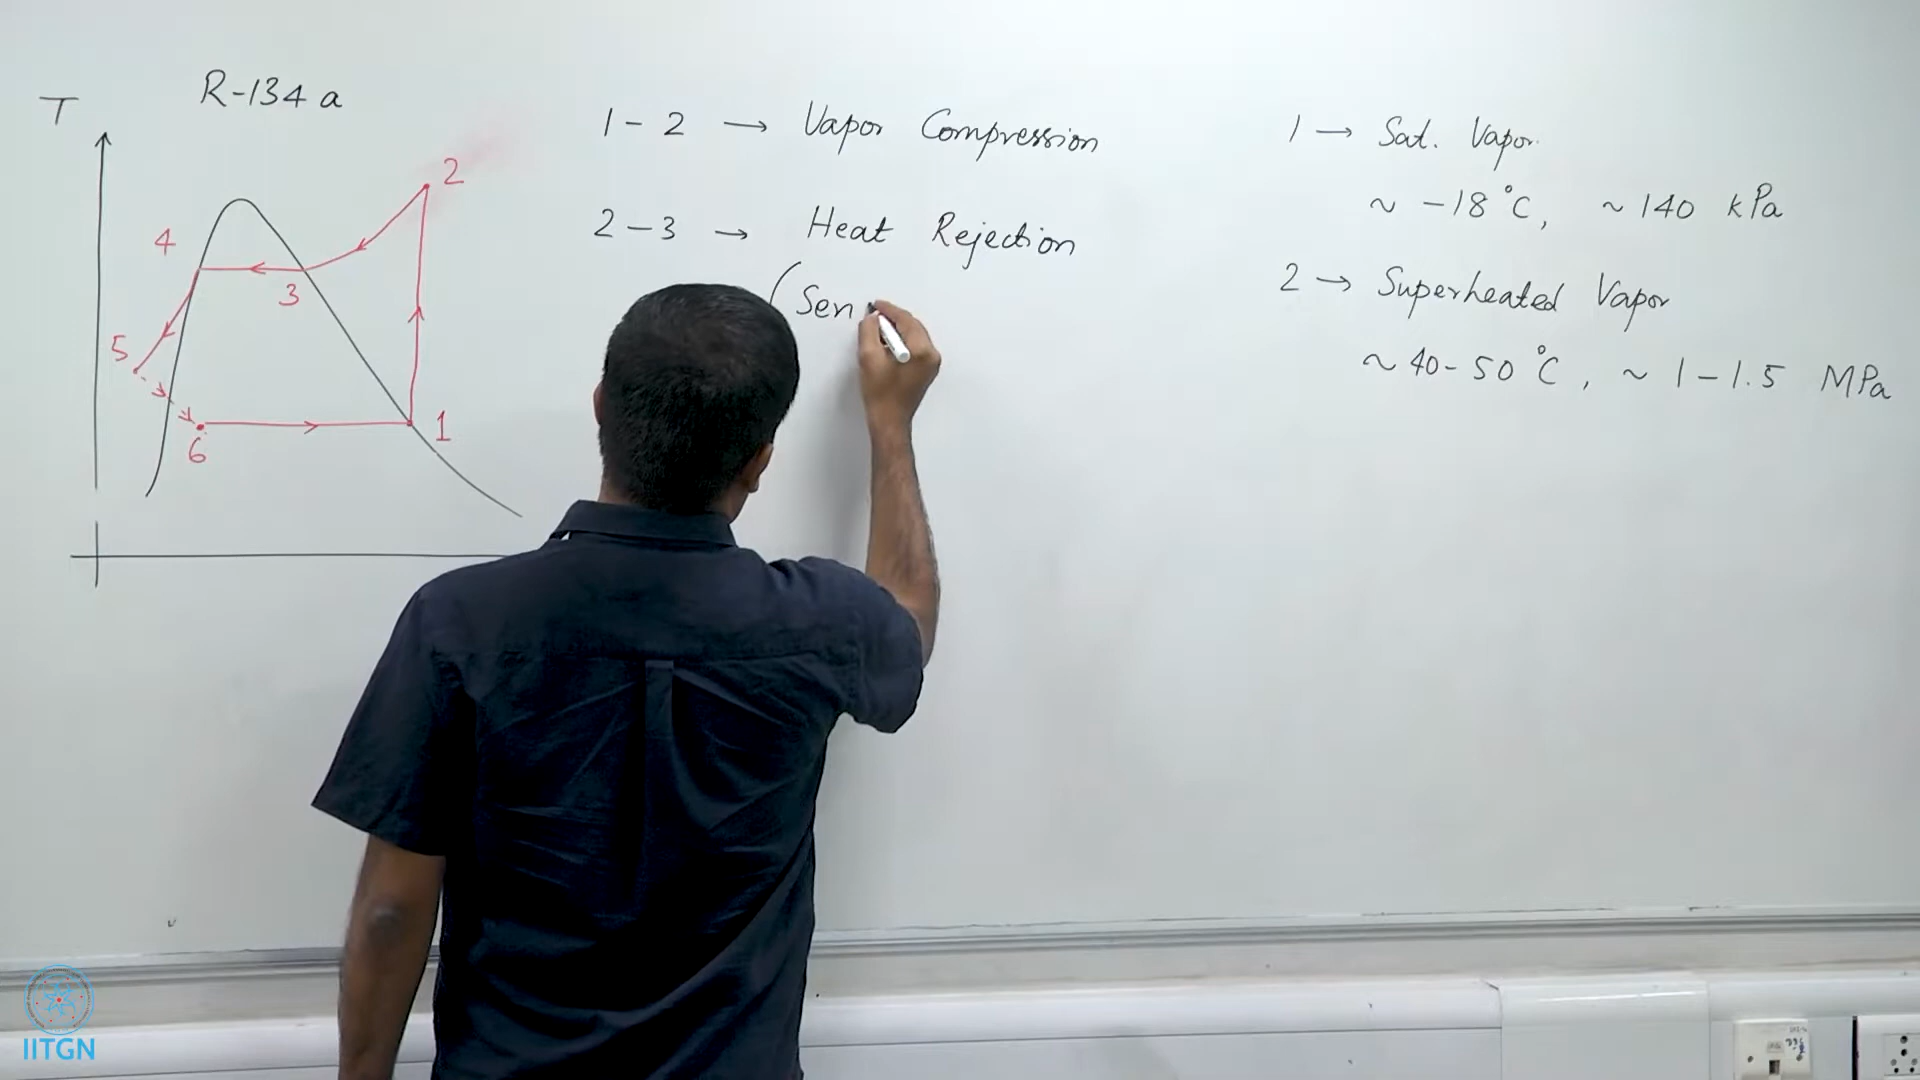 T
R-134 a
2
4
3
5
6
1
1 - 2 → Vapor Compression
2 - 3 → Heat Rejection
(Sen
1 → Sat. Vapor
~ -18°C, ~ 140 kPa
2 → Superheated Vapor
~ 40 - 50 °C, ~ 1 - 1.5 MPa
IITGN